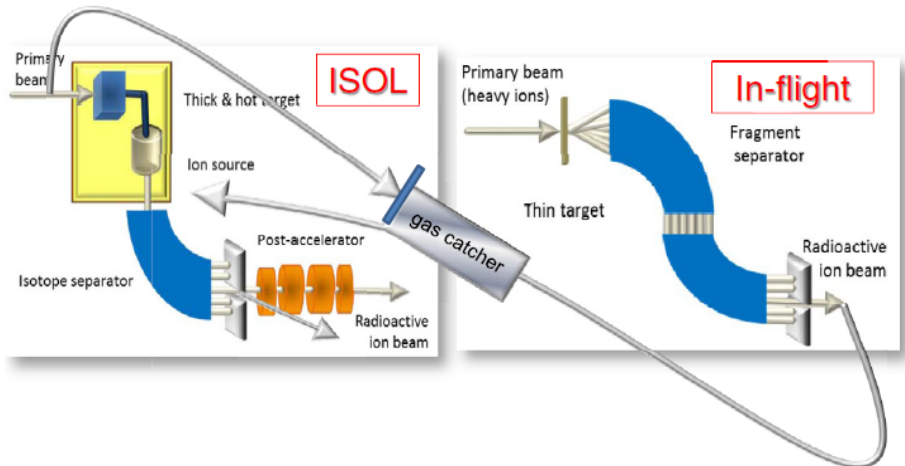 ISOL
Primary
beam
Thick & hot target
Ion source
Isotope separator
Post-accelerator
Radioactive
ion beam
gas catcher
In-flight
Primary beam
(heavy ions)
Fragment
separator
Thin target
Radioactive
ion beam